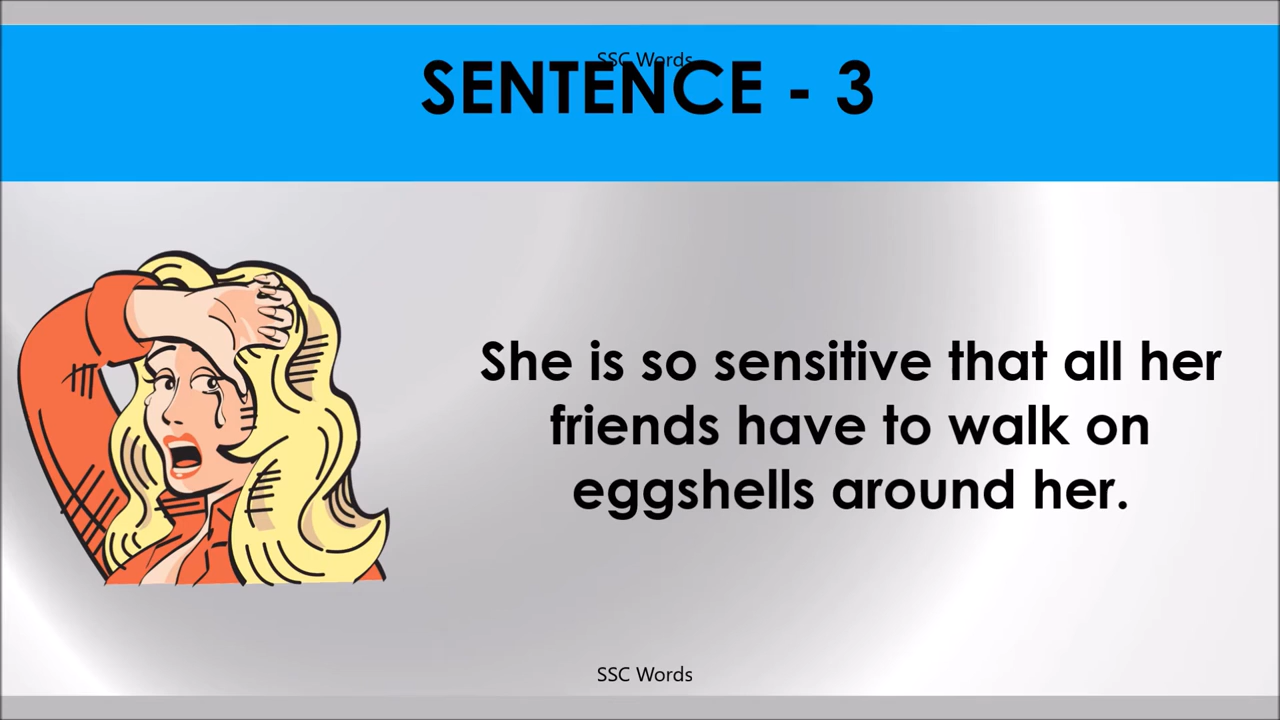 SSC Words
SENTENCE - 3
She is so sensitive that all her
friends have to walk on
eggshells around her.
SSC Words